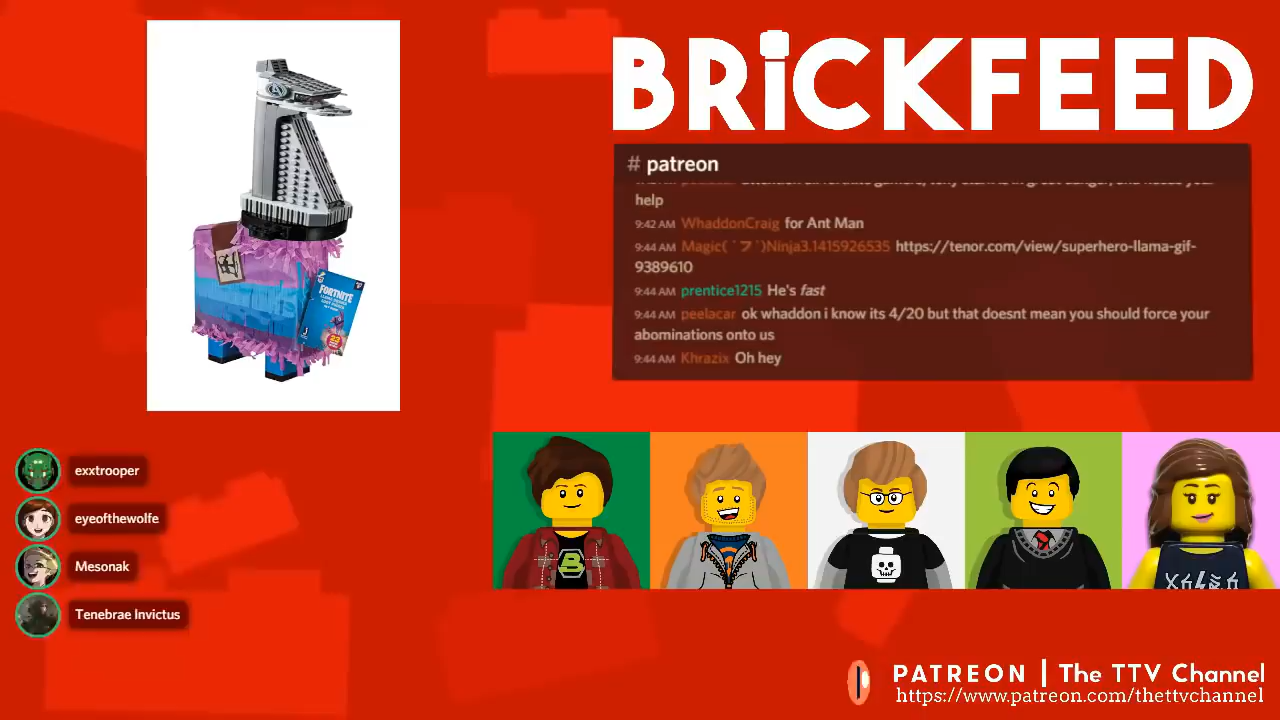 BRiCKFEED
# patreon
help
9:42 AM WhaddonCraig for Ant Man
9:44 AM Magic( ˙フ˙)Ninja3.1415926535 https://tenor.com/view/superhero-llama-gif-
9389610
9:44 AM prentice1215 He's fast
9:44 AM peelacar ok whaddon i know its 4/20 but that doesnt mean you should force your
abominations onto us
9:44 AM Khrazix Oh hey
FORTNITE
exxtrooper
eyeofthewolfe
Mesonak
Tenebrae Invictus
PATREON | The TTV Channel
https://www.patreon.com/thettvchannel